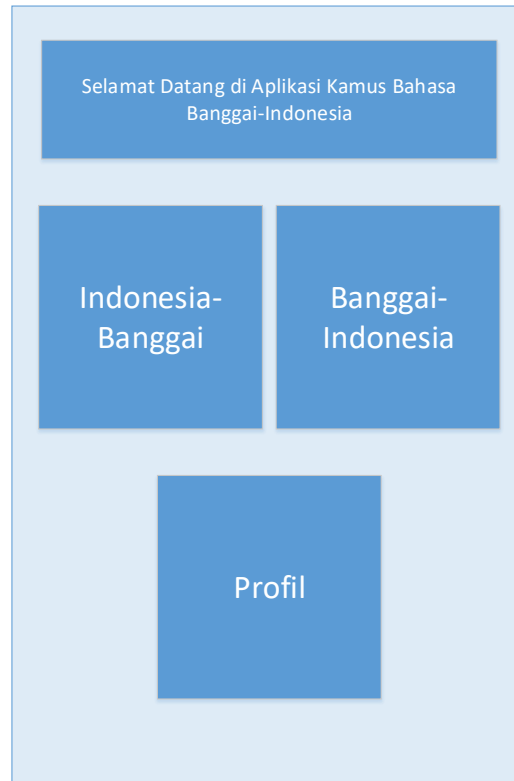 Selamat Datang di Aplikasi Kamus Bahasa
Banggai-Indonesia
Indonesia-
Banggai
Banggai-
Indonesia
Profil